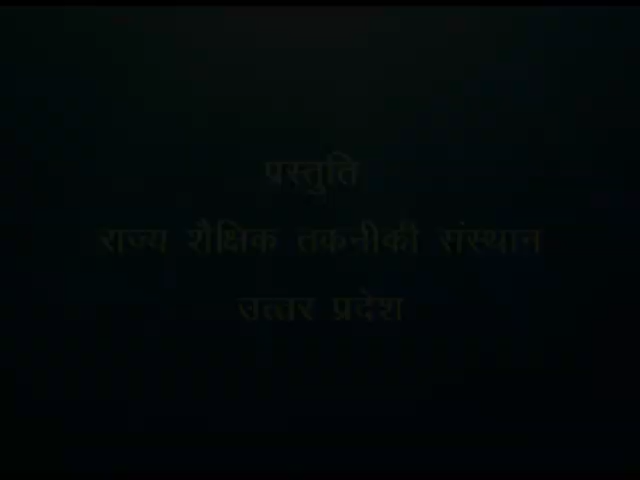 प्रस्तुति
राज्य शैक्षिक तकनीकी संस्थान
उत्तर प्रदेश